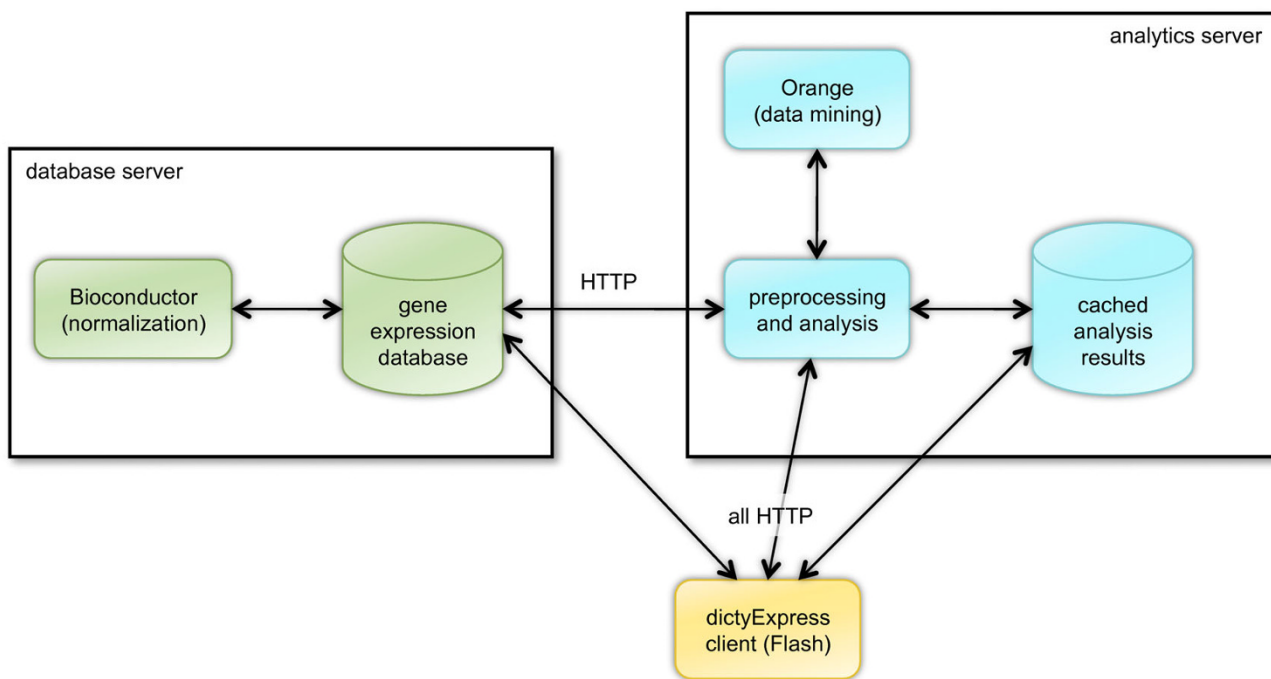 analytics server
Orange
(data mining)
database server
Bioconductor
(normalization)
gene
expression
database
HTTP
preprocessing
and analysis
cached
analysis
results
all HTTP
dictyExpress
client (Flash)